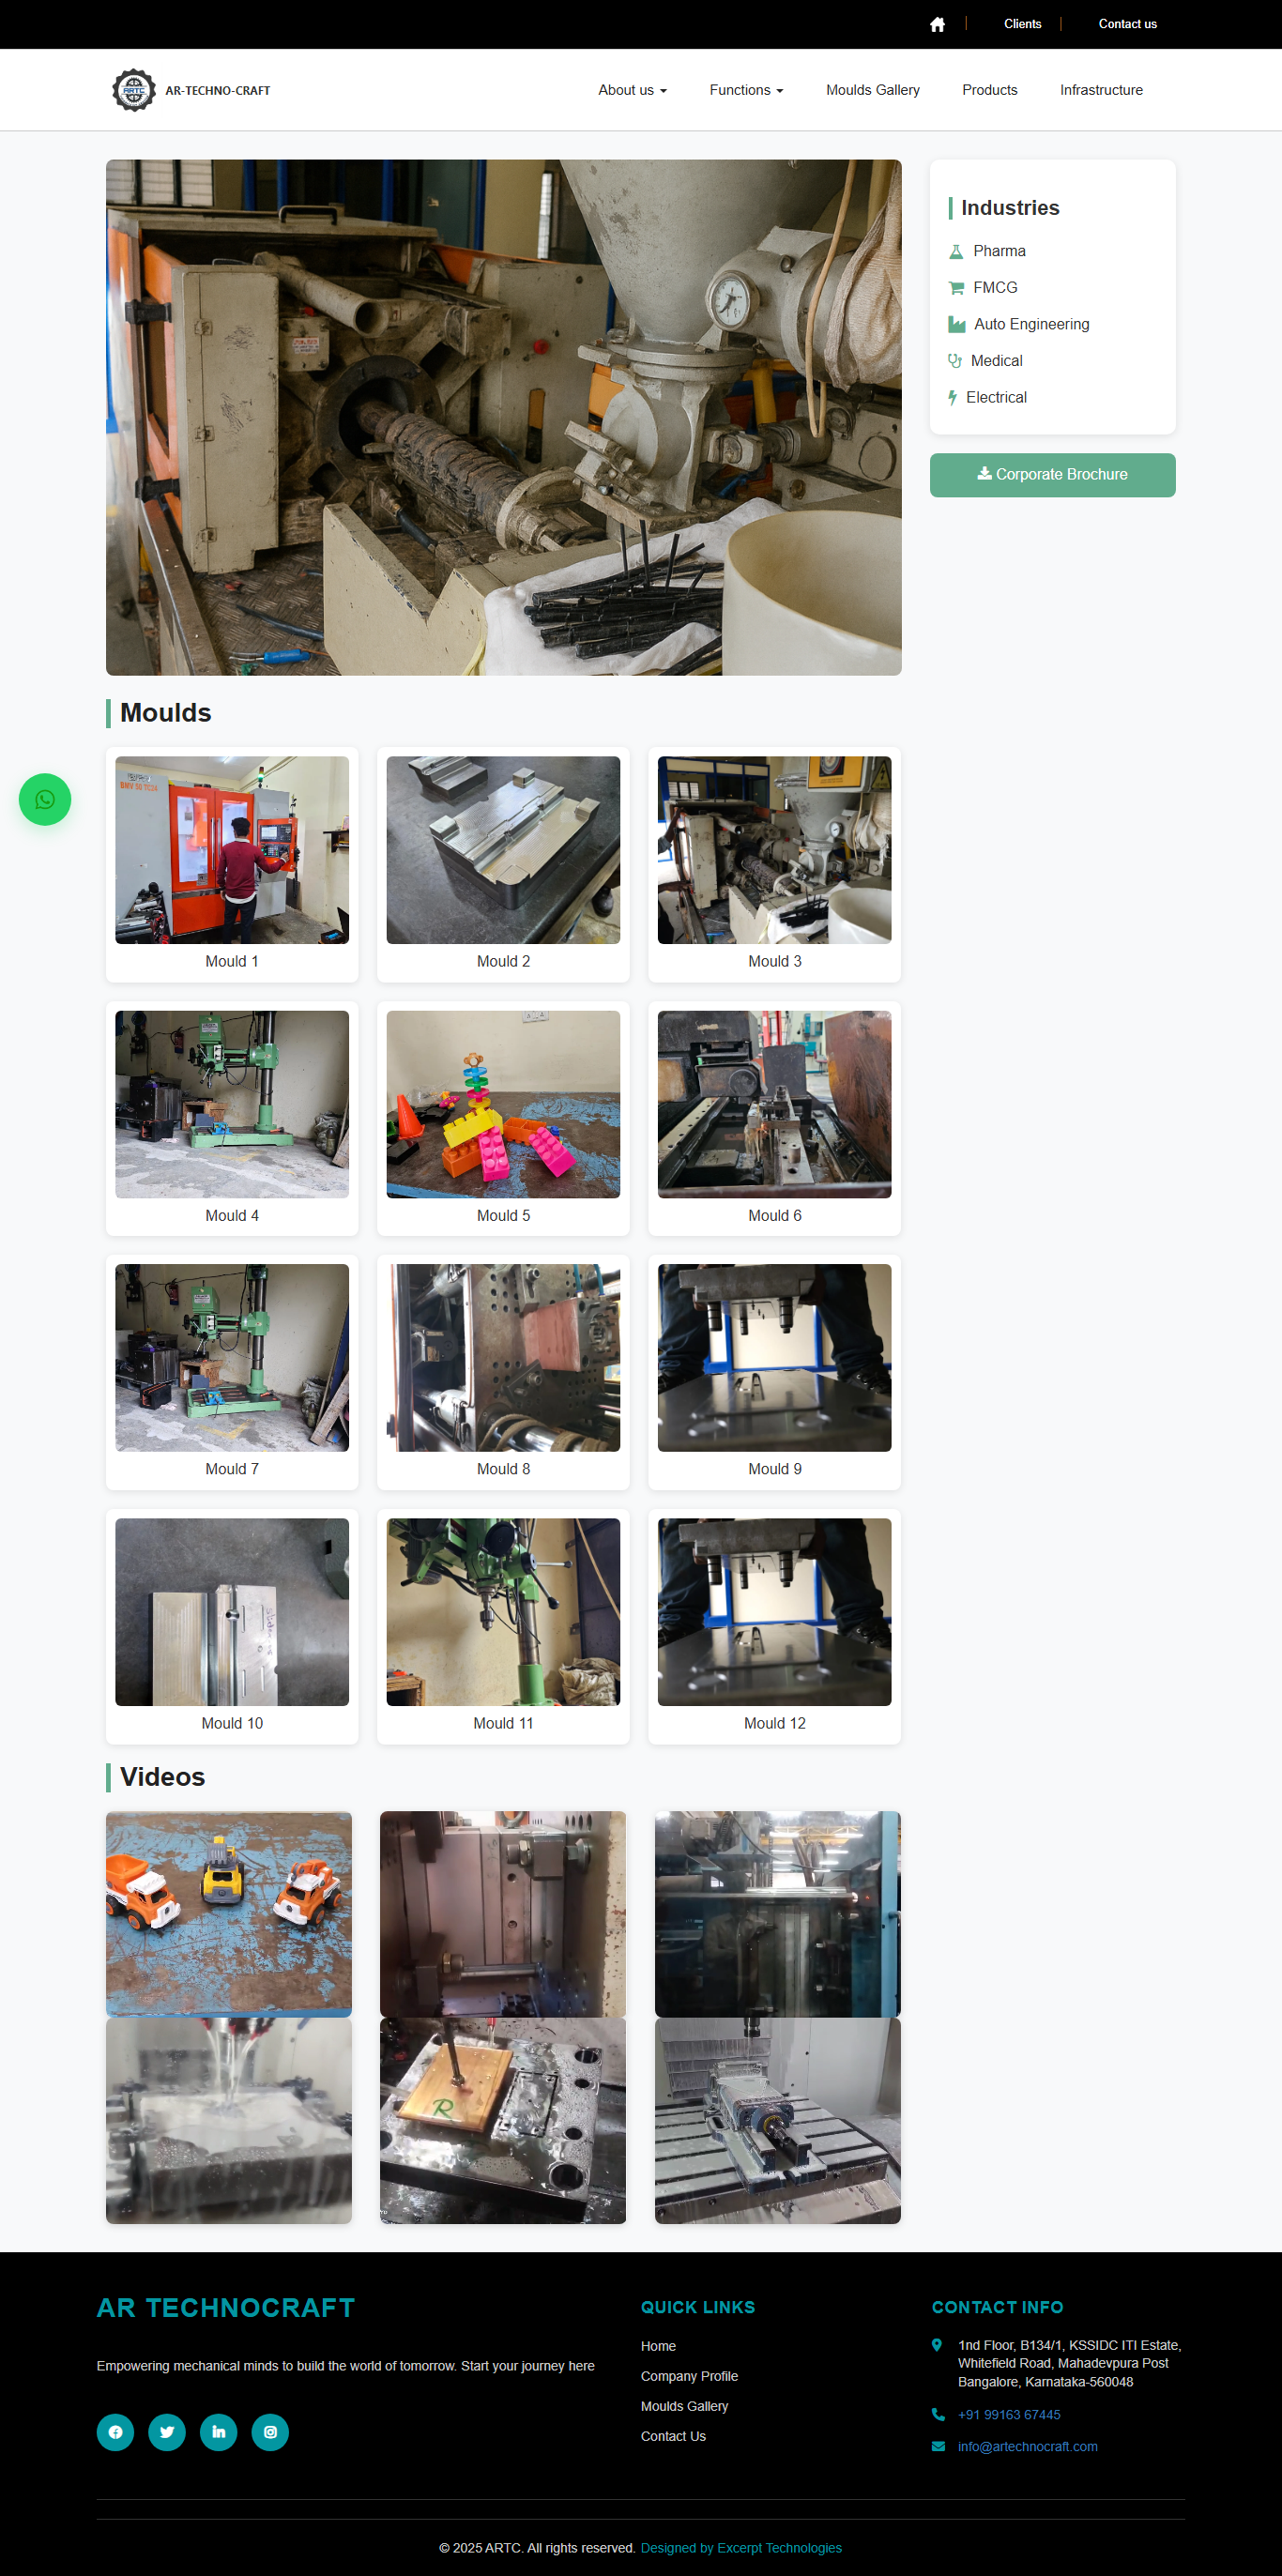 Clients
Contact us
ARTC
AR-TECHNO-CRAFT
About us
Functions
Moulds Gallery
Products
Infrastructure
Industries
Pharma
FMCG
Auto Engineering
Medical
Electrical
Corporate Brochure
Moulds
BMV 50 TC24
Mould 1
Mould 2
Mould 3
Mould 4
Mould 5
Mould 6
Mould 7
Mould 8
Mould 9
Mould 10
Mould 11
Mould 12
Videos
R
AR TECHNOCRAFT
Empowering mechanical minds to build the world of tomorrow. Start your journey here
QUICK LINKS
Home
Company Profile
Moulds Gallery
Contact Us
CONTACT INFO
1nd Floor, B134/1, KSSIDC ITI Estate,
Whitefield Road, Mahadevpura Post
Bangalore, Karnataka-560048
+91 99163 67445
info@artechnocraft.com
© 2025 ARTC. All rights reserved. Designed by Excerpt Technologies